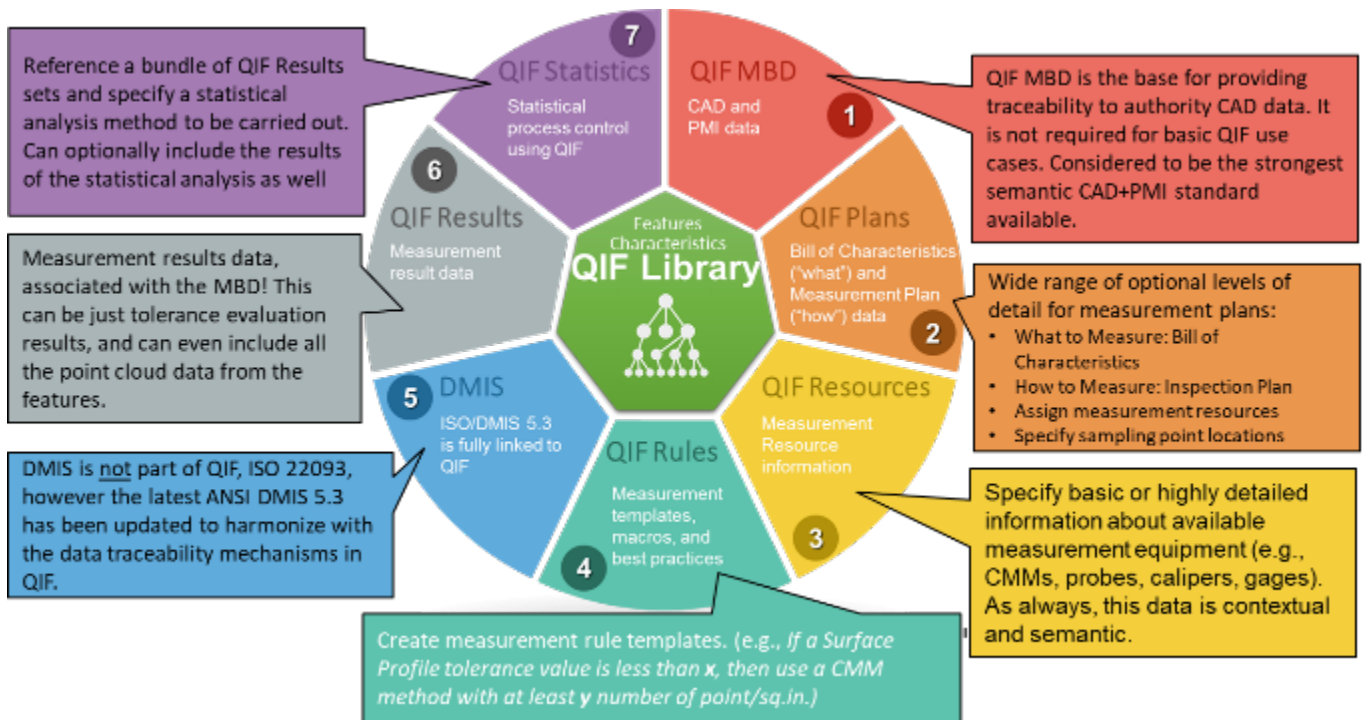 7
QIF Statistics
Statistical
process control
using QIF
QIF MBD
CAD and
PMI data
1
Reference a bundle of QIF Results
sets and specify a statistical
analysis method to be carried out.
Can optionally include the results
of the statistical analysis as well
QIF MBD is the base for providing
traceability to authority CAD data. It
is not required for basic QIF use
cases. Considered to be the strongest
semantic CAD+PMI standard
available.
6
QIF Results
Measurement
result data
Features
Characteristics
QIF Library
QIF Plans
Bill of Characteristics
(“what”) and
Measurement Plan
(“how”) data
2
Measurement results data,
associated with the MBD! This
can be just tolerance evaluation
results, and can even include all
the point cloud data from the
features.
Wide range of optional levels of
detail for measurement plans:
• What to Measure: Bill of
Characteristics
• How to Measure: Inspection Plan
• Assign measurement resources
• Specify sampling point locations
5
DMIS
ISO/DMIS 5.3
is fully linked to
QIF
QIF Rules
Measurement
templates,
macros, and
best practices
4
QIF Resources
Measurement
Resource
information
3
DMIS is not part of QIF, ISO 22093,
however the latest ANSI DMIS 5.3
has been updated to harmonize with
the data traceability mechanisms in
QIF.
Specify basic or highly detailed
information about available
measurement equipment (e.g.,
CMMs, probes, calipers, gages).
As always, this data is contextual
and semantic.
Create measurement rule templates. (e.g., If a Surface
Profile tolerance value is less than x, then use a CMM
method with at least y number of point/sq.in.)